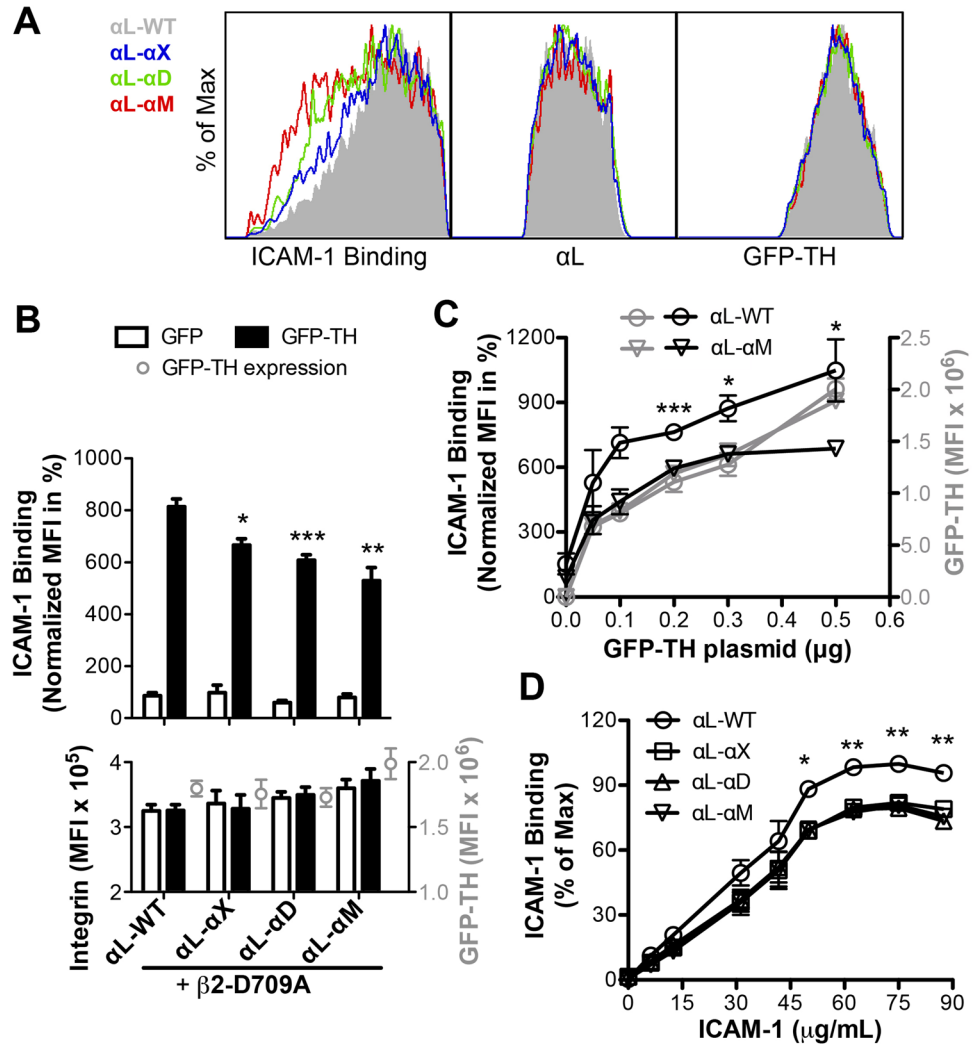 A
αL-WT
αL-αX
αL-αD
αL-αM
% of Max
ICAM-1 Binding
αL
GFP-TH
B
GFP
GFP-TH
GFP-TH expression
ICAM-1 Binding
(Normalized MFI in %)
1000
800
600
400
200
0
*
***
**
Integrin (MFI x 10⁵)
4
3
2
2.0
1.5
1.0
GFP-TH (MFI x 10⁶)
αL-WT
αL-αX
αL-αD
αL-αM
+ β2-D709A
C
αL-WT
αL-αM
ICAM-1 Binding
(Normalized MFI in %)
1200
900
600
300
0
***
*
*
2.5
2.0
1.5
1.0
5.0
0.0
GFP-TH (MFI x 10⁶)
0.0
0.1
0.2
0.3
0.4
0.5
0.6
GFP-TH plasmid (µg)
D
αL-WT
αL-αX
αL-αD
αL-αM
ICAM-1 Binding
(% of Max)
120
90
60
30
0
*
**
**
**
0
15
30
45
60
75
90
ICAM-1 (µg/mL)